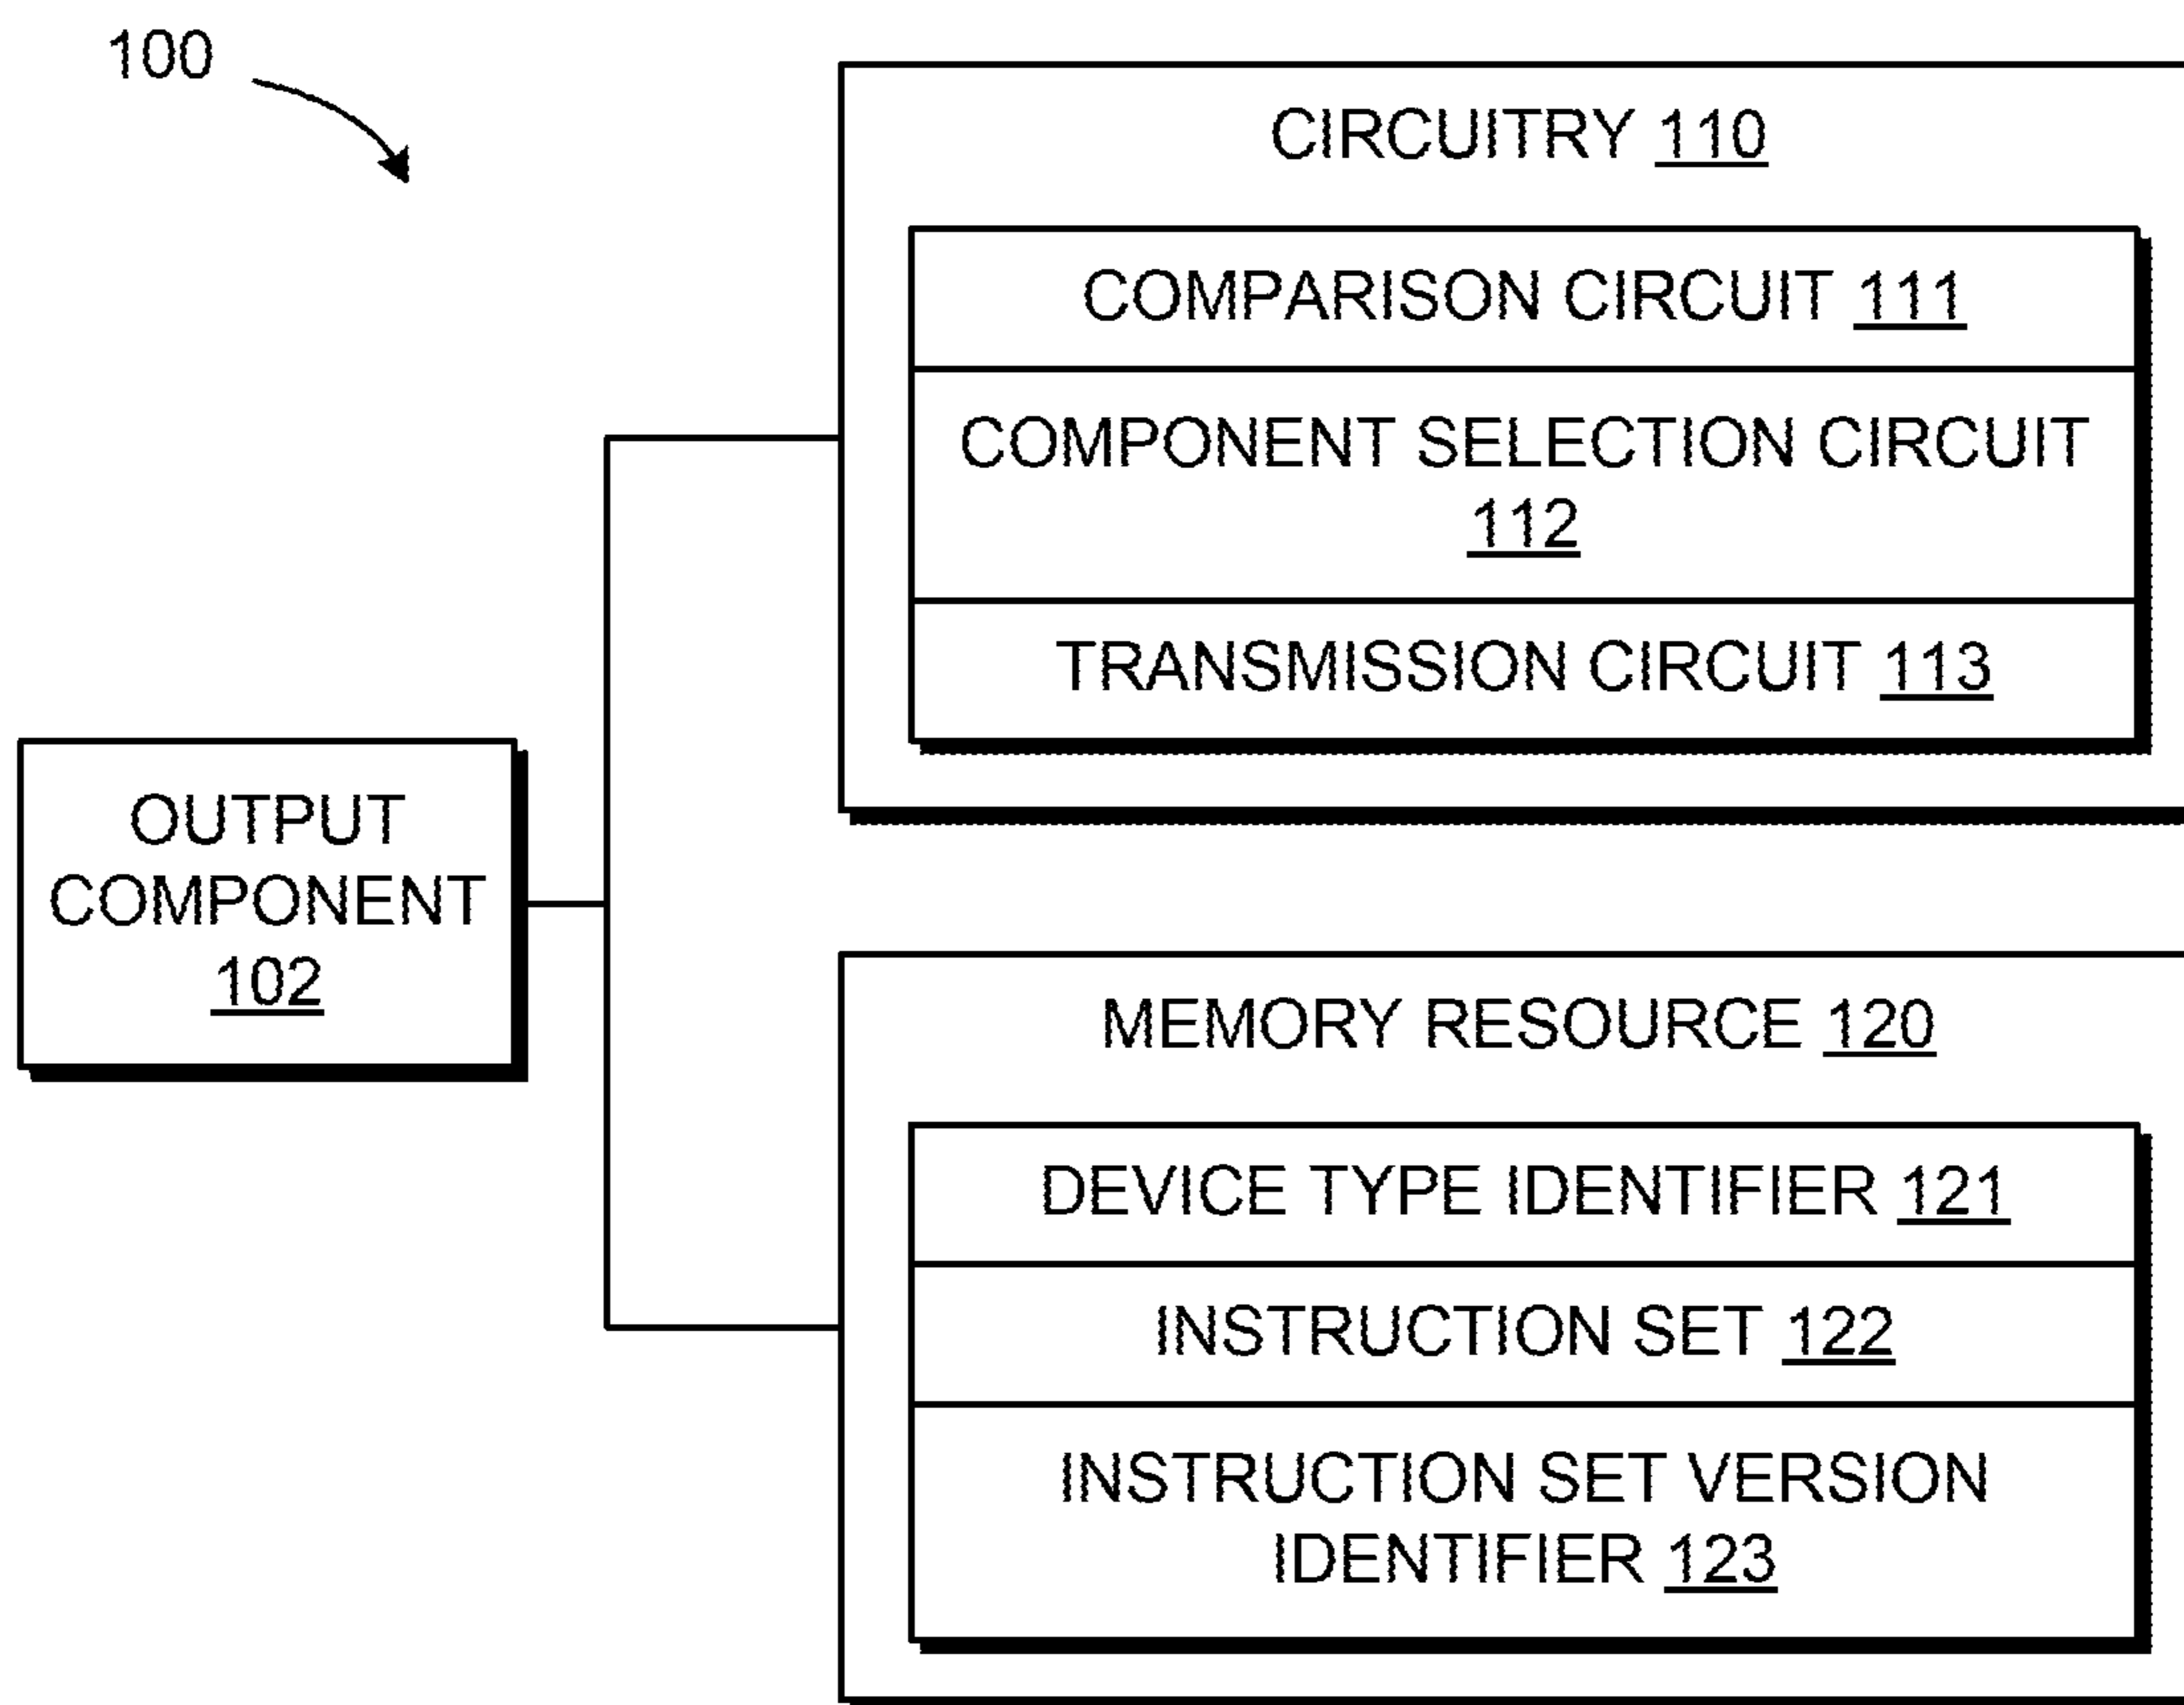 100
CIRCUITRY 110
COMPARISON CIRCUIT 111
COMPONENT SELECTION CIRCUIT
112
TRANSMISSION CIRCUIT 113
OUTPUT
COMPONENT
102
MEMORY RESOURCE 120
DEVICE TYPE IDENTIFIER 121
INSTRUCTION SET 122
INSTRUCTION SET VERSION
IDENTIFIER 123